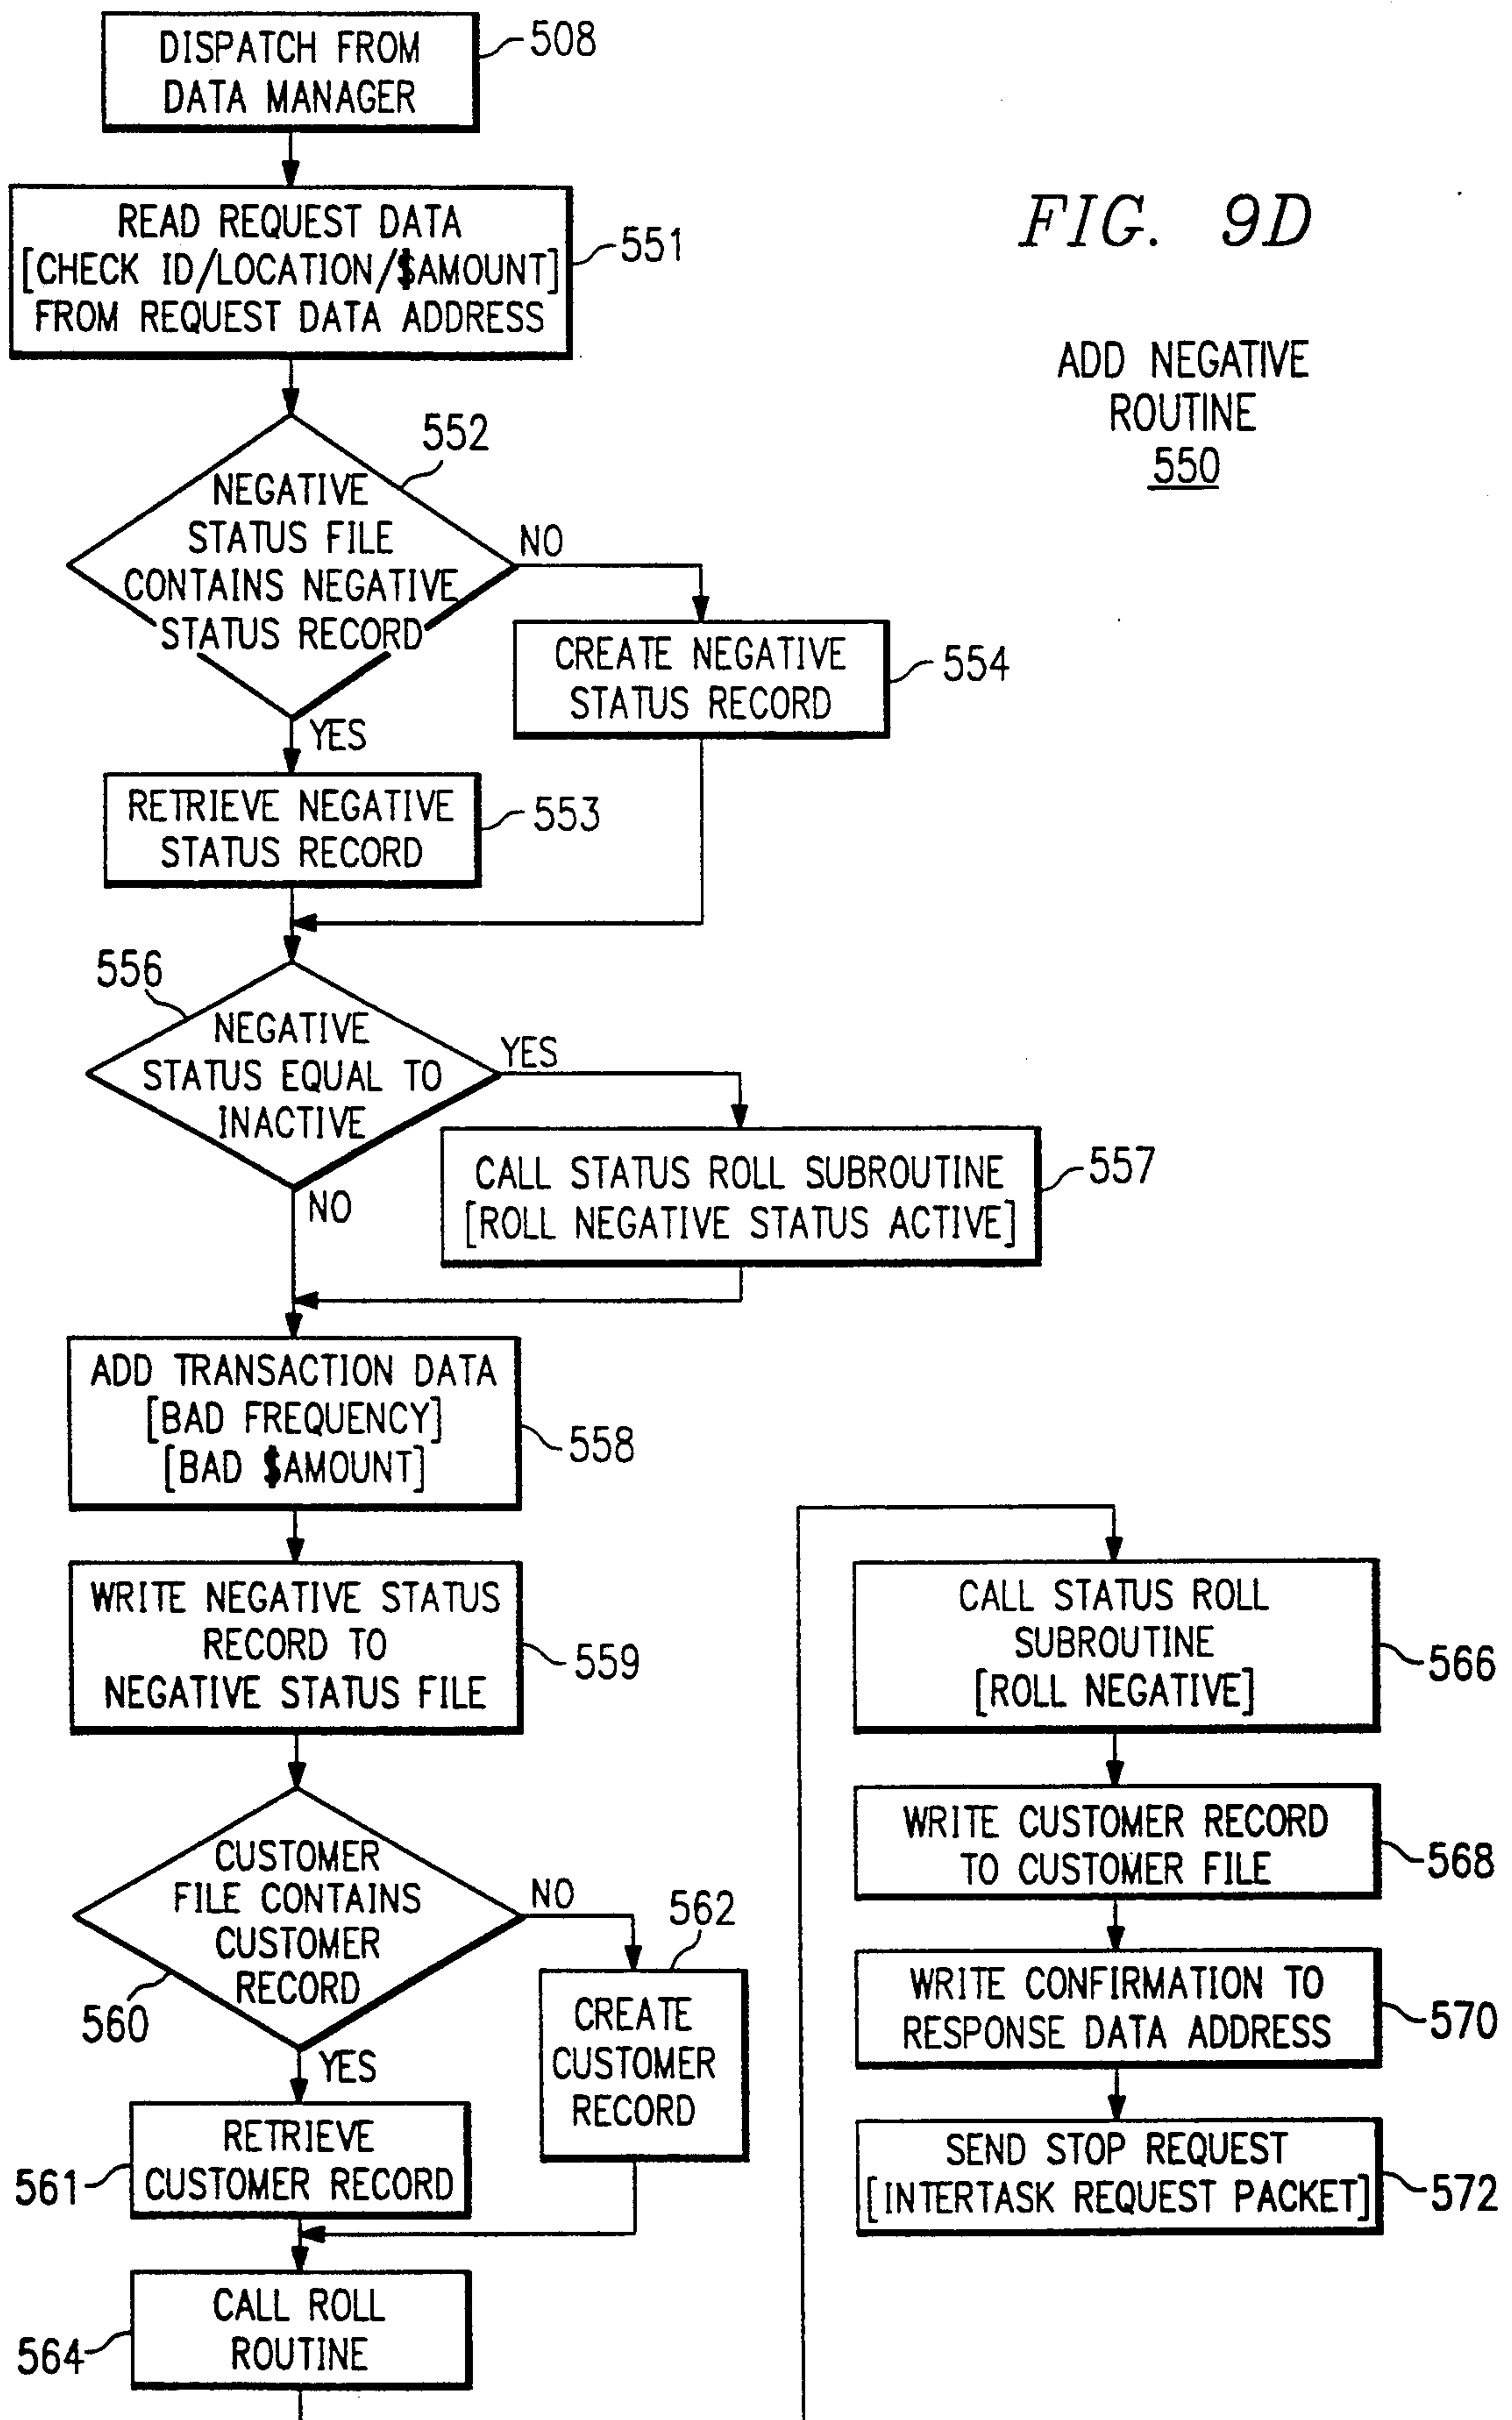 DISPATCH FROM
DATA MANAGER
508
READ REQUEST DATA
[CHECK ID/LOCATION/$AMOUNT]
FROM REQUEST DATA ADDRESS
551
FIG. 9D
ADD NEGATIVE
ROUTINE
550
552
NEGATIVE
STATUS FILE
CONTAINS NEGATIVE
STATUS RECORD
NO
YES
CREATE NEGATIVE
STATUS RECORD
554
RETRIEVE NEGATIVE
STATUS RECORD
553
556
NEGATIVE
STATUS EQUAL TO
INACTIVE
YES
NO
CALL STATUS ROLL SUBROUTINE
[ROLL NEGATIVE STATUS ACTIVE]
557
ADD TRANSACTION DATA
[BAD FREQUENCY]
[BAD $AMOUNT]
558
WRITE NEGATIVE STATUS
RECORD TO
NEGATIVE STATUS FILE
559
CUSTOMER
FILE CONTAINS
CUSTOMER
RECORD
560
NO
YES
562
CREATE
CUSTOMER
RECORD
RETRIEVE
CUSTOMER RECORD
561
CALL ROLL
ROUTINE
564
CALL STATUS ROLL
SUBROUTINE
[ROLL NEGATIVE]
566
WRITE CUSTOMER RECORD
TO CUSTOMER FILE
568
WRITE CONFIRMATION TO
RESPONSE DATA ADDRESS
570
SEND STOP REQUEST
[INTERTASK REQUEST PACKET]
572